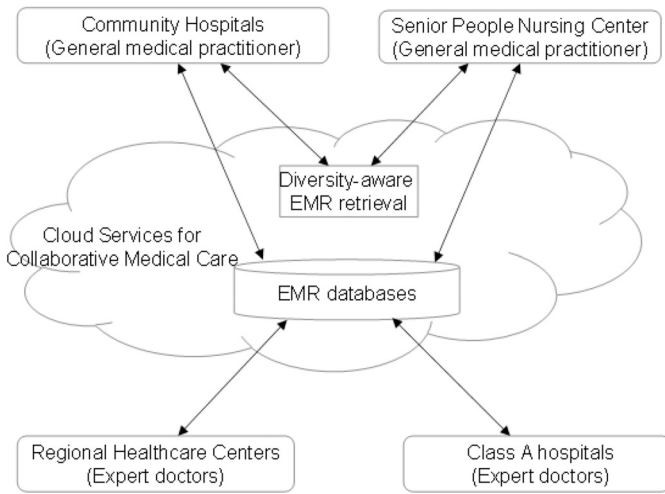 Community Hospitals
(General medical practitioner)
Senior People Nursing Center
(General medical practitioner)
Diversity-aware
EMR retrieval
Cloud Services for
Collaborative Medical Care
EMR databases
Regional Healthcare Centers
(Expert doctors)
Class A hospitals
(Expert doctors)